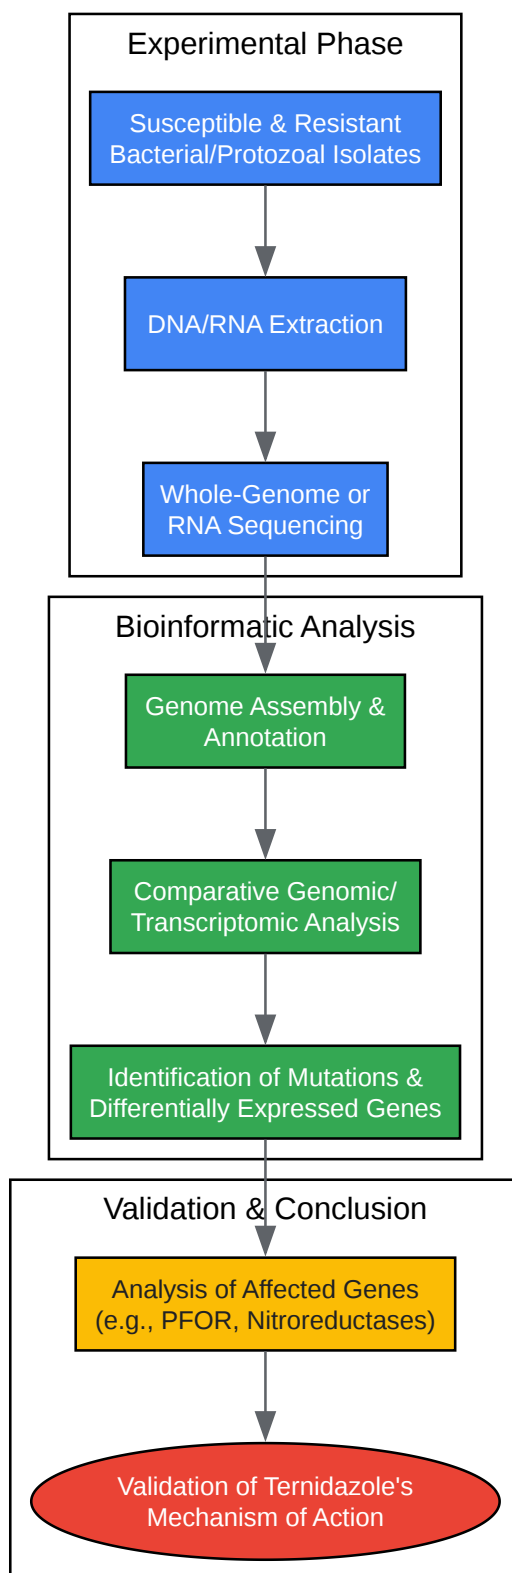 Experimental Phase
Susceptible & Resistant
Bacterial/Protozoal Isolates
DNA/RNA Extraction
Whole-Genome or
RNA Sequencing
Bioinformatic Analysis
Genome Assembly &
Annotation
Comparative Genomic/
Transcriptomic Analysis
Identification of Mutations &
Differentially Expressed Genes
Validation & Conclusion
Analysis of Affected Genes
(e.g., PFOR, Nitroreductases)
Validation of Ternidazole's
Mechanism of Action